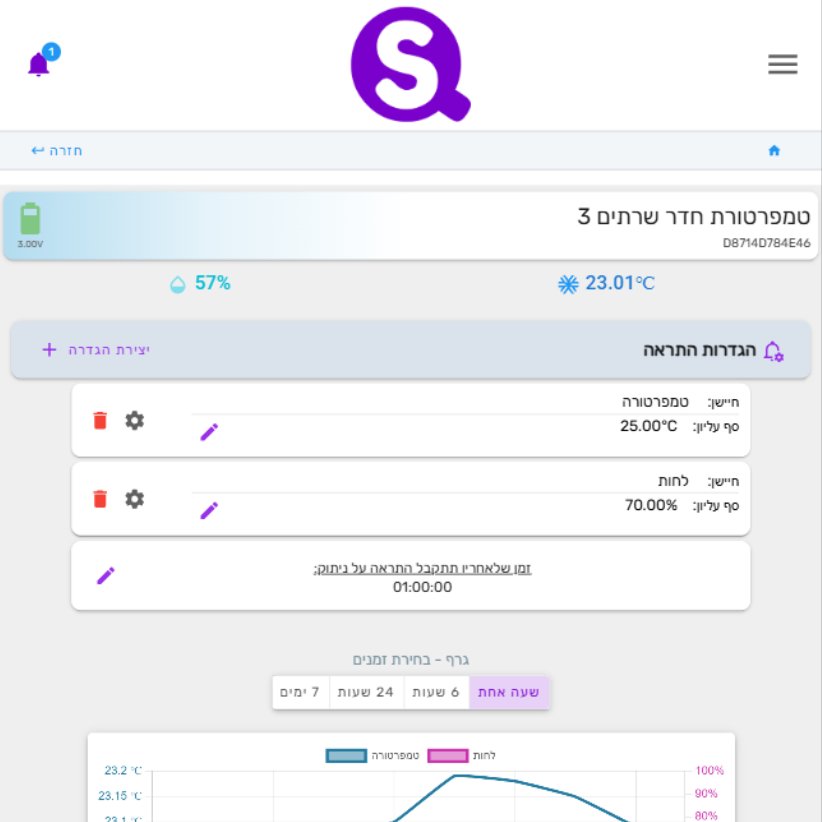 1
S
חזרה
טמפרטורת חדר שרתים 3
D8714D784E46
3.00V
23.01°C
57%
הגדרות התראה
יצירת הגדרה +
חיישן: טמפרטורה
סף עליון: 25.00°C
חיישן: לחות
סף עליון: 70.00%
זמן שלאחריו תתקבל התראה על ניתוק:
01:00:00
גרף - בחירת זמנים
שעה אחת
6 שעות
24 שעות
7 ימים
לחות
טמפרטורה
23.2 °C
100%
23.15 °C
90%
23.1 °C
80%